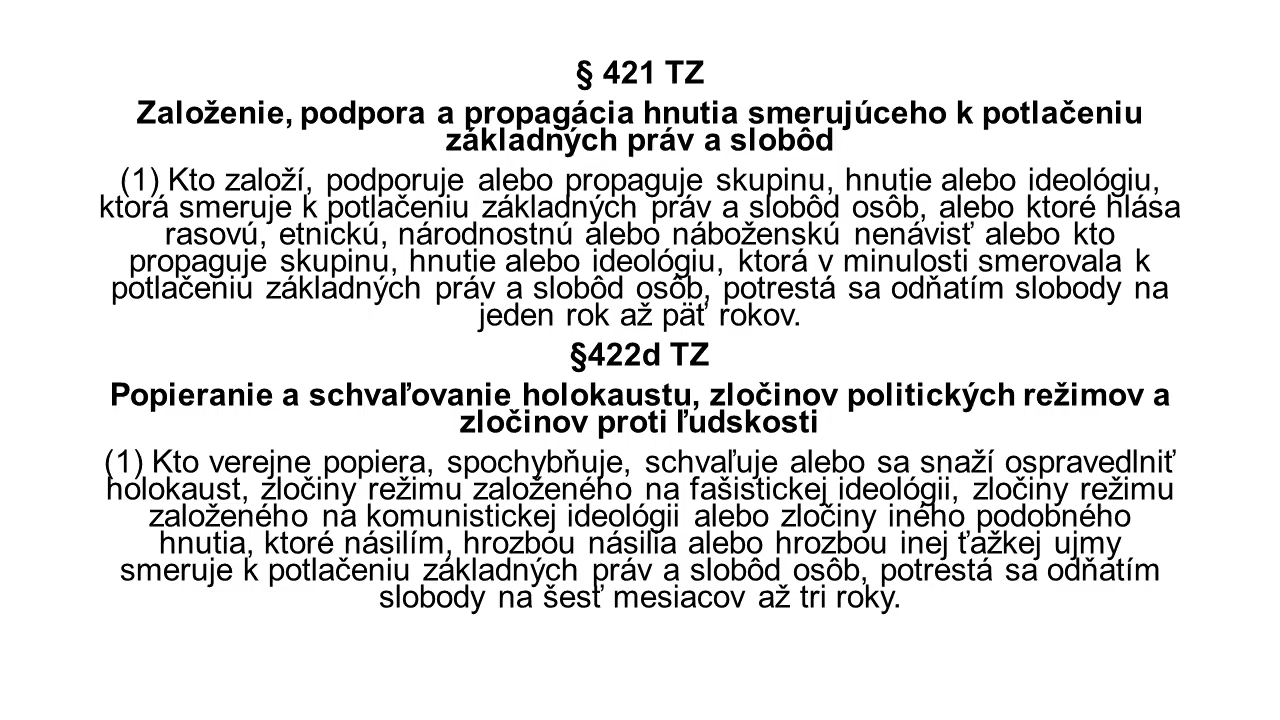 § 421 TZ
Založenie, podpora a propagácia hnutia smerujúceho k potlačeniu
základných práv a slobôd
(1) Kto založí, podporuje alebo propaguje skupinu, hnutie alebo ideológiu,
ktorá smeruje k potlačeniu základných práv a slobôd osôb, alebo ktoré hlása
rasovú, etnickú, národnostnú alebo náboženskú nenávisť alebo kto
propaguje skupinu, hnutie alebo ideológiu, ktorá v minulosti smerovala k
potlačeniu základných práv a slobôd osôb, potrestá sa odňatím slobody na
jeden rok až päť rokov.
§422d TZ
Popieranie a schvaľovanie holokaustu, zločinov politických režimov a
zločinov proti ľudskosti
(1) Kto verejne popiera, spochybňuje, schvaľuje alebo sa snaží ospravedlniť
holokaust, zločiny režimu založeného na fašistickej ideológii, zločiny režimu
založeného na komunistickej ideológii alebo zločiny iného podobného
hnutia, ktoré násilím, hrozbou násilia alebo hrozbou inej ťažkej ujmy
smeruje k potlačeniu základných práv a slobôd osôb, potrestá sa odňatím
slobody na šesť mesiacov až tri roky.